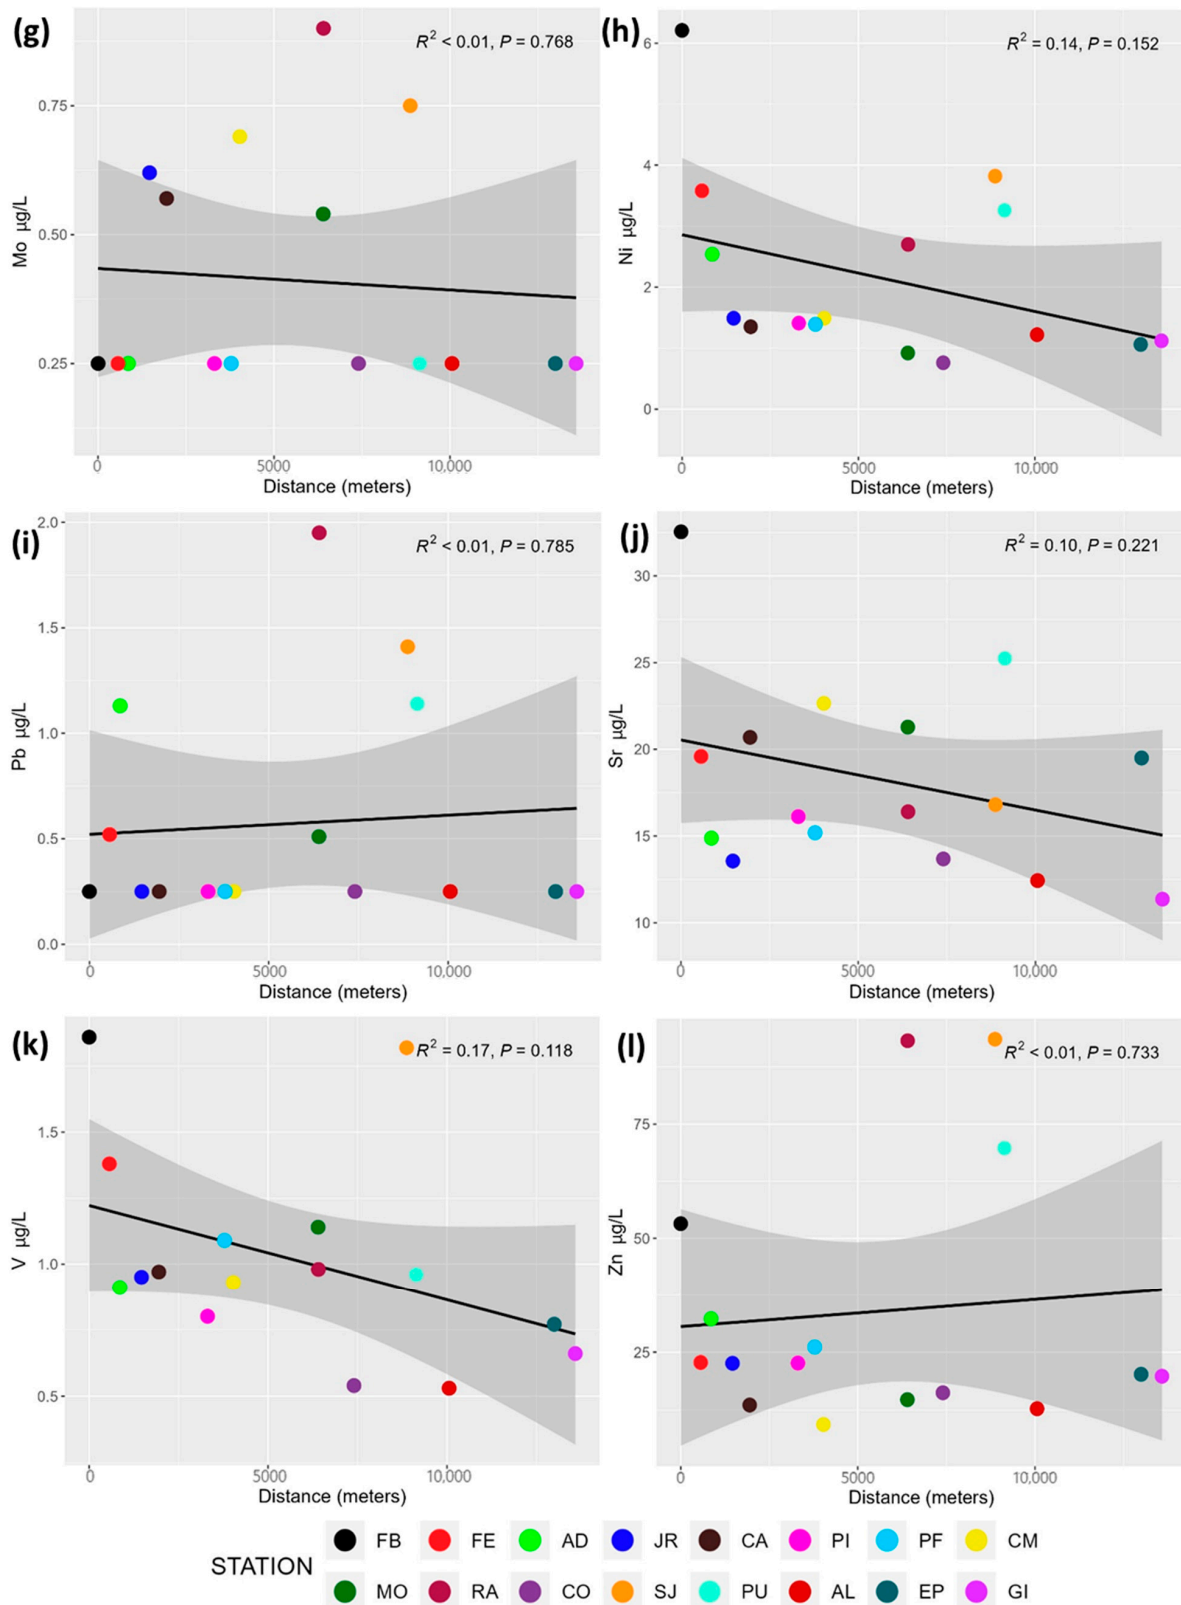 (g)
R² < 0.01, P = 0.768
0.75
0.50
0.25
Mo µg/L
0
5000
10,000
Distance (meters)
(h)
R² = 0.14, P = 0.152
6
4
2
0
Ni µg/L
0
5000
10,000
Distance (meters)
(i)
R² < 0.01, P = 0.785
2.0
1.5
1.0
0.5
0.0
Pb µg/L
0
5000
10,000
Distance (meters)
(j)
R² = 0.10, P = 0.221
30
25
20
15
10
Sr µg/L
0
5000
10,000
Distance (meters)
(k)
R² = 0.17, P = 0.118
1.5
1.0
0.5
V µg/L
0
5000
10,000
Distance (meters)
(l)
R² < 0.01, P = 0.733
75
50
25
Zn µg/L
0
5000
10,000
Distance (meters)
STATION
FB FE AD JR CA PI PF CM
MO RA CO SJ PU AL EP GI